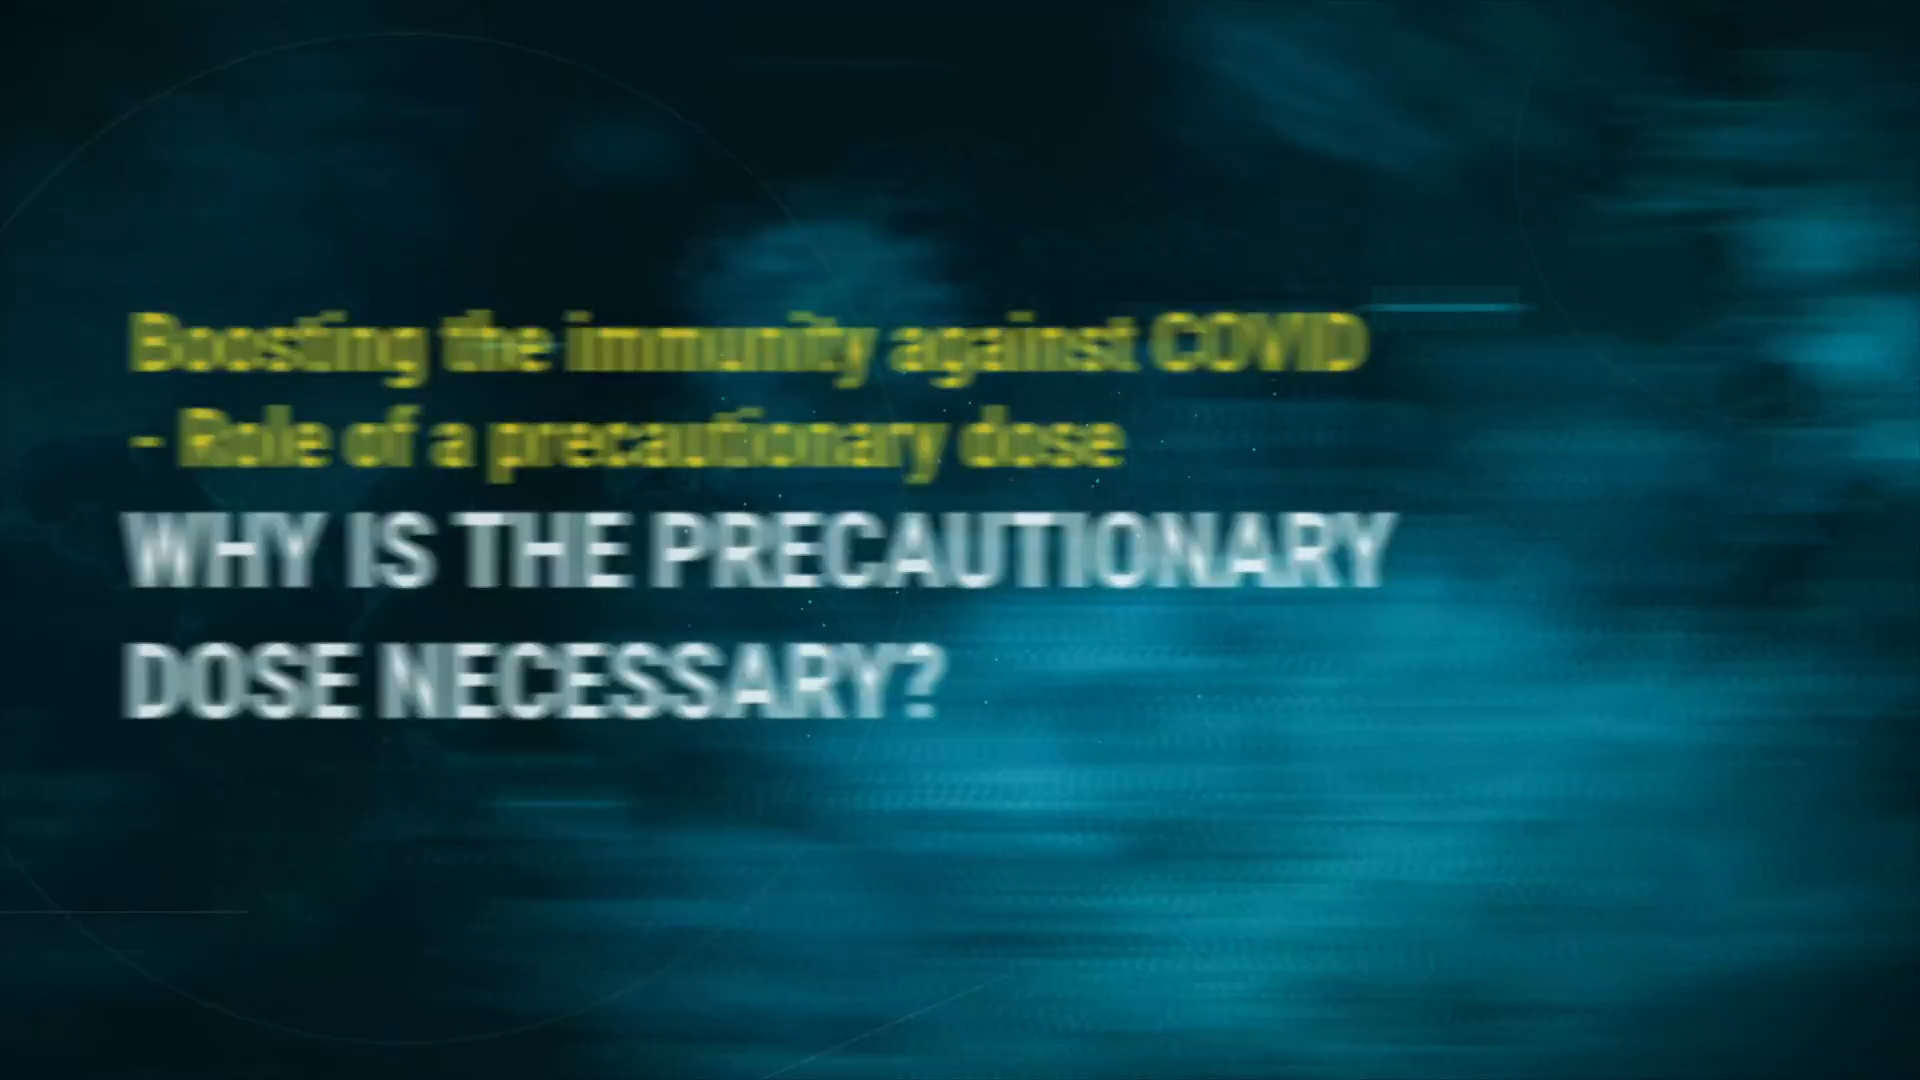 Boosting the immunity against COVID
- Role of a precautionary dose
WHY IS THE PRECAUTIONARY
DOSE NECESSARY?